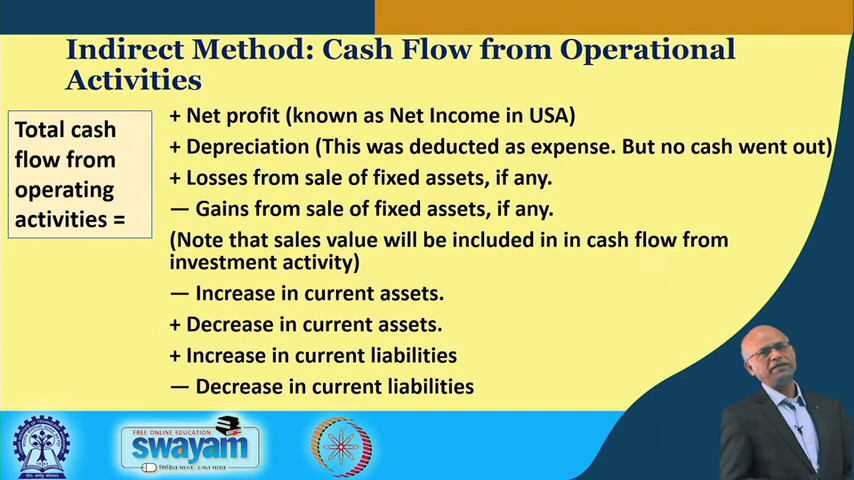 Indirect Method: Cash Flow from Operational
Activities
Total cash
flow from
operating
activities =
+ Net profit (known as Net Income in USA)
+ Depreciation (This was deducted as expense. But no cash went out)
+ Losses from sale of fixed assets, if any.
— Gains from sale of fixed assets, if any.
(Note that sales value will be included in in cash flow from
investment activity)
— Increase in current assets.
+ Decrease in current assets.
+ Increase in current liabilities
— Decrease in current liabilities
FREE ONLINE EDUCATION
swayam
शिक्षित भारत, उन्नत भारत